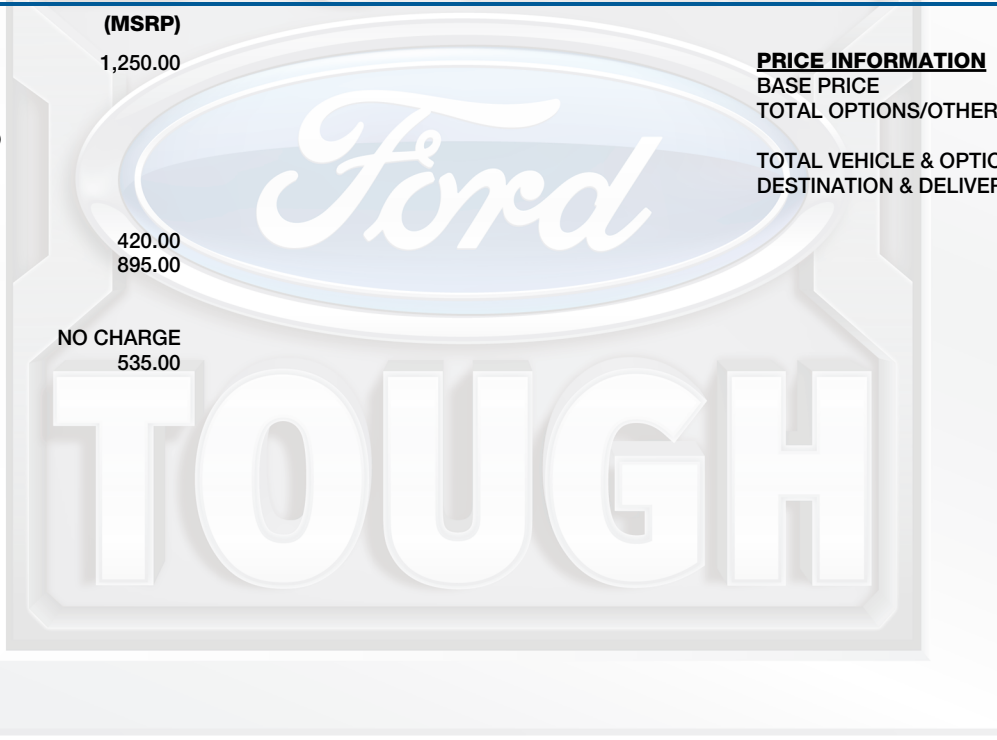 (MSRP)
1,250.00
420.00
895.00
NO CHARGE
535.00
PRICE INFORMATION
BASE PRICE
TOTAL OPTIONS/OTHER
TOTAL VEHICLE & OPTIO
DESTINATION & DELIVER
Ford
TOUGH